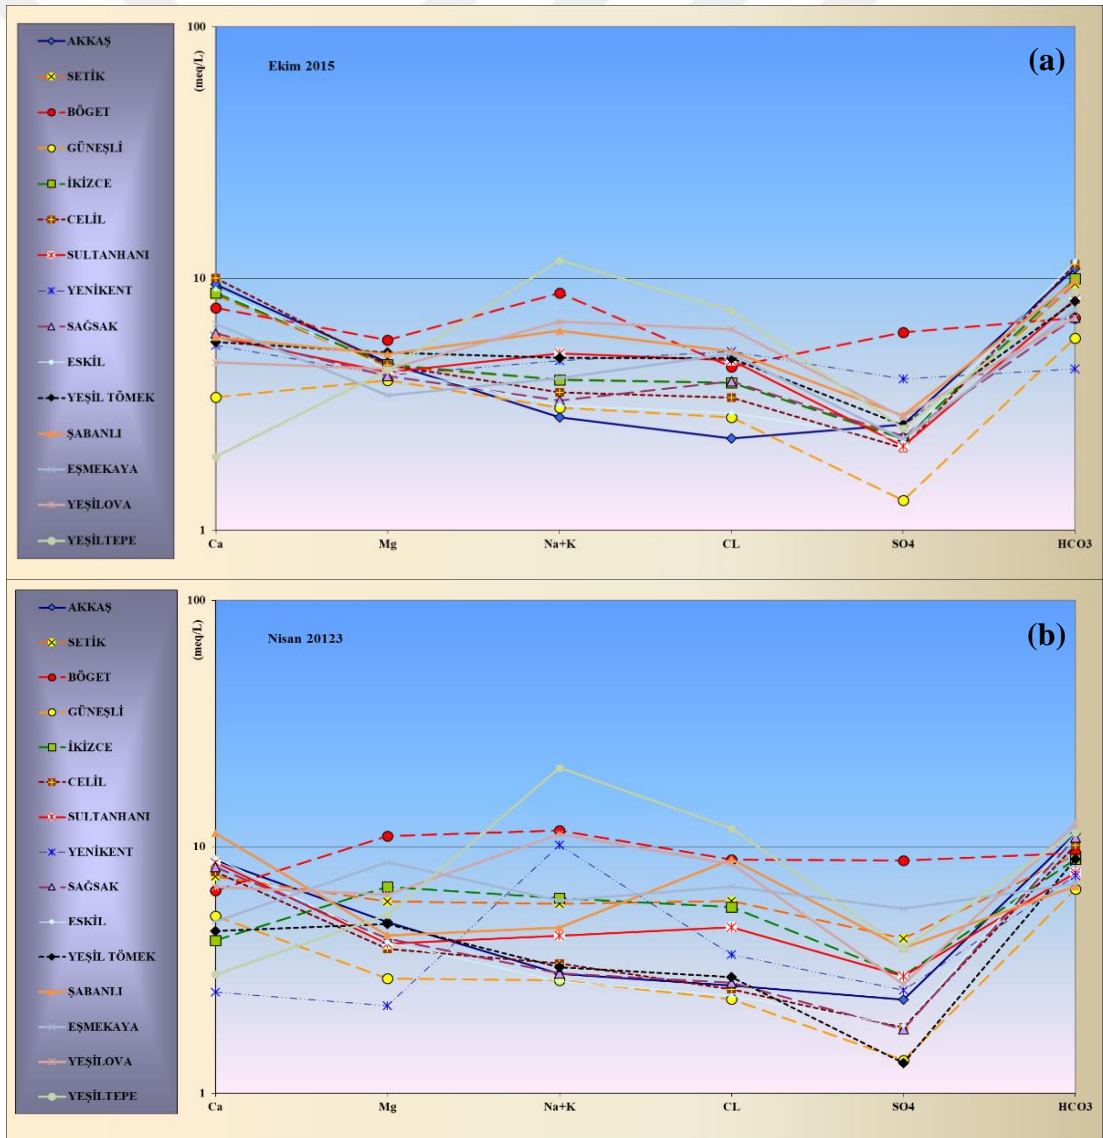 100
(meq/L)
Ekim 2015
(a)
AKKAŞ
SETİK
BÖGET
GÜNEŞLİ
İKİZCE
CELİL
SULTANHANI
YENİKENT
SAĞSAK
ESKİL
YEŞİL TÖMEK
ŞABANLI
EŞMEKAYA
YEŞİLOVA
YEŞİLTEPE
10
1
Ca Mg Na+K CL SO4 HCO3
100
(meq/L)
Nisan 20123
(b)
AKKAŞ
SETİK
BÖGET
GÜNEŞLİ
İKİZCE
CELİL
SULTANHANI
YENİKENT
SAĞSAK
ESKİL
YEŞİL TÖMEK
ŞABANLI
EŞMEKAYA
YEŞİLOVA
YEŞİLTEPE
10
1
Ca Mg Na+K CL SO4 HCO3